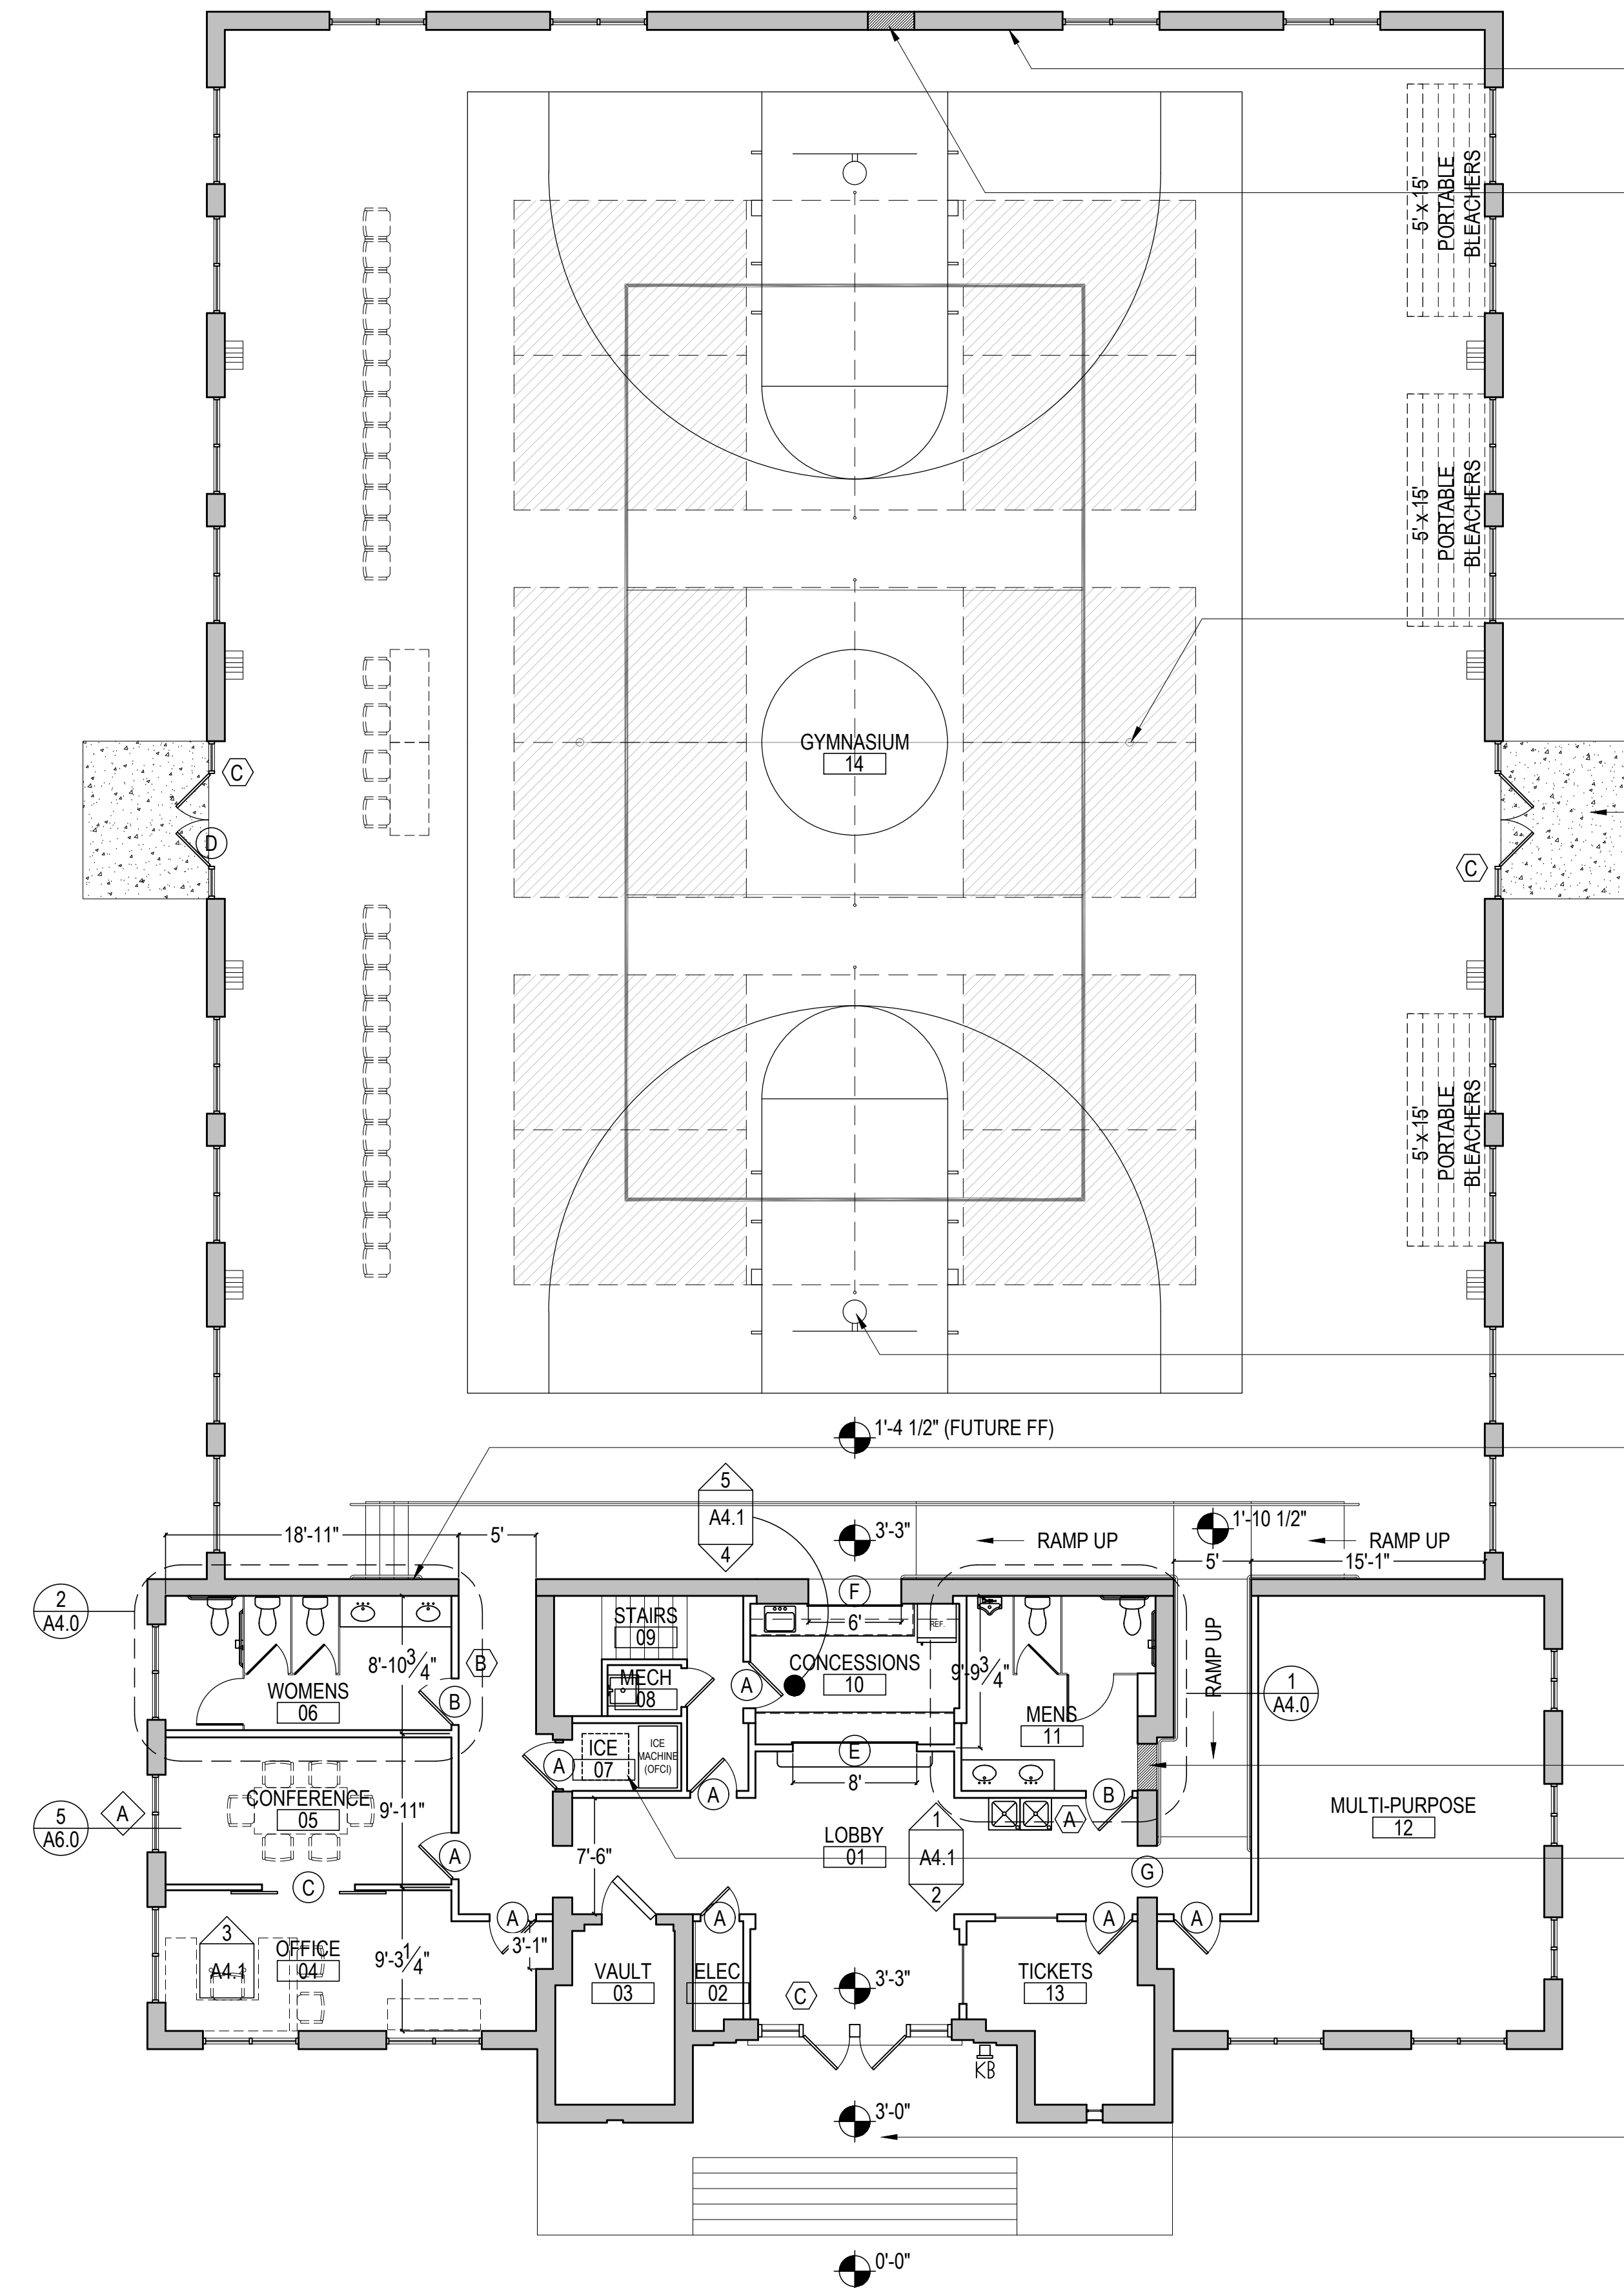 5' x 15'
PORTABLE
BLEACHERS
5' x 15'
PORTABLE
BLEACHERS
GYMNASIUM
14
C
D
C
5' x 15'
PORTABLE
BLEACHERS
1'-4 1/2" (FUTURE FF)
5
A4.1
4
18'-11"
5'
3'-3"
RAMP UP
1'-10 1/2"
RAMP UP
5'
15'-1"
2
A4.0
F
6'
REF.
STAIRS
09
8'-10 3/4"
B
B
WOMENS
06
MECH
08
A
CONCESSIONS
10
9'-9 3/4"
MENS
11
RAMP UP
1
A4.0
ICE
07
ICE
MACHINE
(OFCI)
A
A
E
8'
B
A
CONFERENCE
05
9'-11"
A
5
A6.0
A
C
7'-6"
LOBBY
01
1
A4.1
2
G
MULTI-PURPOSE
12
A
A
A
A
3'-1"
3
A4.1
OFFICE
04
9'-3 1/4"
VAULT
03
ELEC
02
C
3'-3"
TICKETS
13
KB
3'-0"
0'-0"